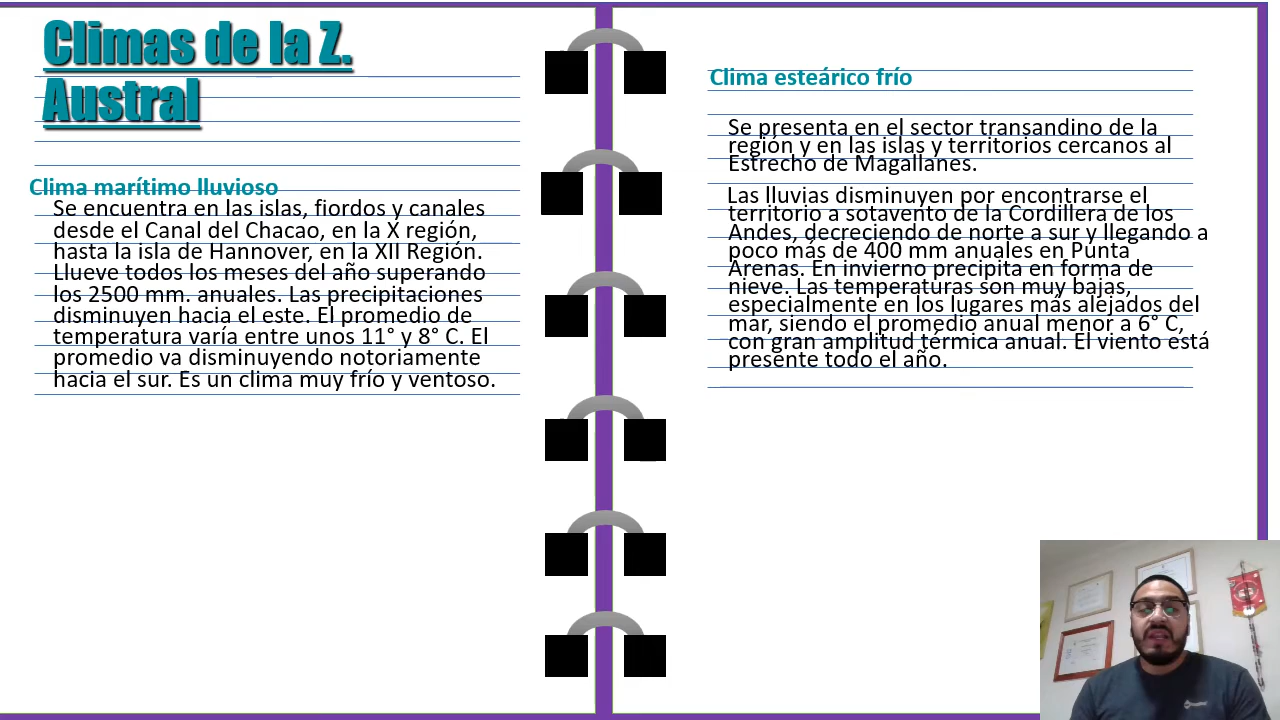 Climas de la Z.
Austral
Clima marítimo lluvioso
Se encuentra en las islas, fiordos y canales
desde el Canal del Chacao, en la X región,
hasta la isla de Hannover, en la XII Región.
Llueve todos los meses del año superando
los 2500 mm. anuales. Las precipitaciones
disminuyen hacia el este. El promedio de
temperatura varía entre unos 11° y 8° C. El
promedio va disminuyendo notoriamente
hacia el sur. Es un clima muy frío y ventoso.
Clima esteárico frío
Se presenta en el sector transandino de la
región y en las islas y territorios cercanos al
Estrecho de Magallanes.
Las lluvias disminuyen por encontrarse el
territorio a sotavento de la Cordillera de los
Andes, decreciendo de norte a sur y llegando a
poco más de 400 mm anuales en Punta
Arenas. En invierno precipita en forma de
nieve. Las temperaturas son muy bajas,
especialmente en los lugares más alejados del
mar, siendo el promedio anual menor a 6° C,
con gran amplitud térmica anual. El viento está
presente todo el año.